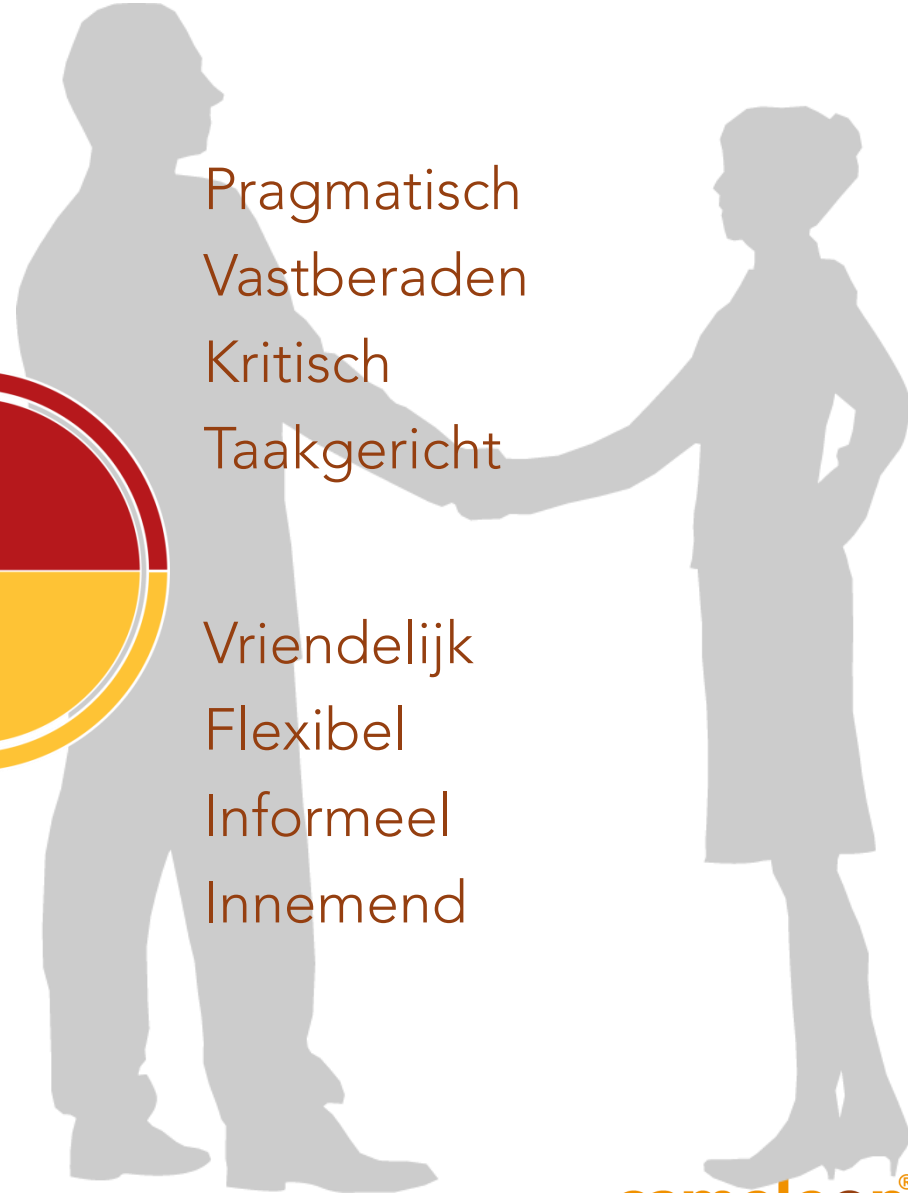 Pragmatisch
Vastberaden
Kritisch
Taakgericht
Vriendelijk
Flexibel
Informeel
Innemend